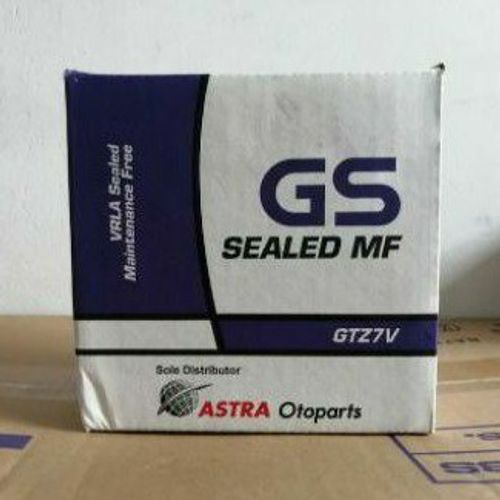 VRLA Sealed
Maintenance Free
GS
SEALED MF
GTZ7V
Sole Distributor
ASTRA Otoparts